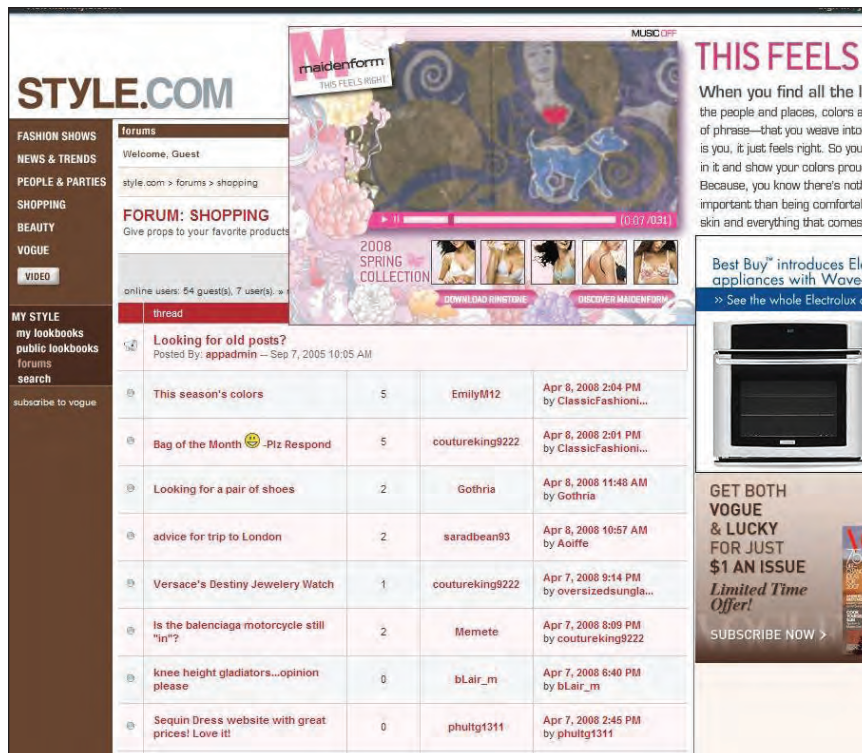 MUSIC OFF
maidenform
THIS FEELS RIGHT
THIS FEELS
STYLE.COM
When you find all the
the people and places, colors
of phrase—that you weave into
is you, it just feels right. So you
in it and show your colors
Because, you know there's
important than being
skin and everything that comes
FASHION SHOWS
NEWS & TRENDS
PEOPLE & PARTIES
SHOPPING
BEAUTY
VOGUE
VIDEO
forums
Welcome, Guest
style.com > forums > shopping
FORUM: SHOPPING
Give props to your favorite products
online users: 54 guest(s), 7 user(s). »
(0:07/031)
2008
SPRING
COLLECTION
DOWNLOAD RINGTONE
DISCOVER MAIDENFORM
Best Buy™ introduces
appliances with
>> See the whole Electrolux
MY STYLE
my lookbooks
public lookbooks
forums
search
subscribe to vogue
thread
Looking for old posts?
Posted By: appadmin -- Sep 7, 2005 10:05 AM
This season's colors 5 EmilyM12 Apr 8, 2008 2:04 PM
by ClassicFashioni...
Bag of the Month -Plz Respond 5 coutureking9222 Apr 8, 2008 2:01 PM
by ClassicFashioni...
Looking for a pair of shoes 2 Gothria Apr 8, 2008 11:48 AM
by Gothria
advice for trip to London 2 saradbean93 Apr 8, 2008 10:57 AM
by Aoiffe
Versace's Destiny Jewelery Watch 1 coutureking9222 Apr 7, 2008 9:14 PM
by oversizedsungla...
Is the balenciaga motorcycle still
"in"? 2 Memete Apr 7, 2008 8:09 PM
by coutureking9222
knee height gladiators...opinion
please 0 bLair_m Apr 7, 2008 6:40 PM
by bLair_m
Sequin Dress website with great
prices! Love it! 0 phultg1311 Apr 7, 2008 2:45 PM
by phultg1311
GET BOTH
VOGUE
& LUCKY
FOR JUST
$1 AN ISSUE
Limited Time
Offer!
SUBSCRIBE NOW >